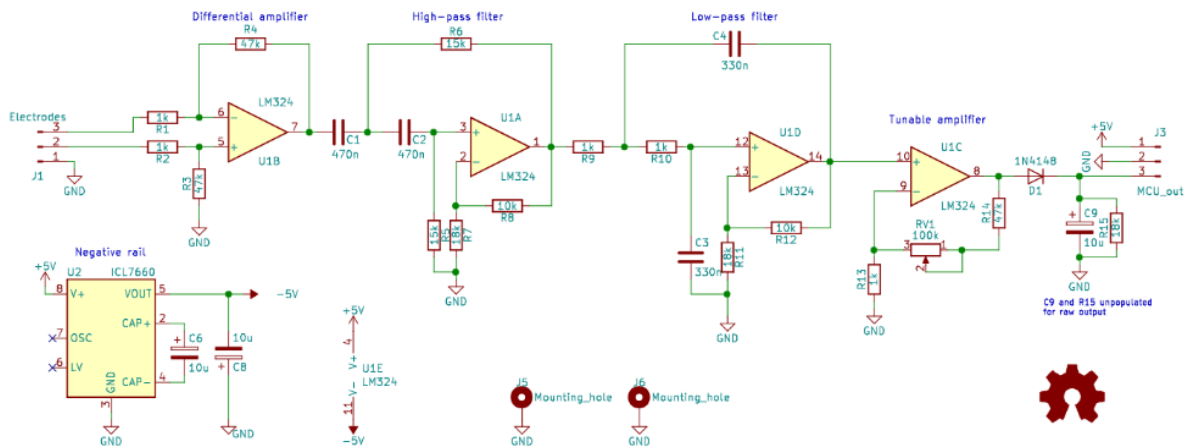 Differential amplifier
High-pass filter
Low-pass filter
R4
47k
R6
15k
C4
330n
Electrodes
3
2
1
J1
GND
1k
R1
1k
R2
6
5
7
LM324
U1B
R3
47k
GND
C1
470n
C2
470n
3
2
1
U1A
LM324
10k
R8
15k
R5
18k
R7
GND
1k
R9
1k
R10
12
13
14
U1D
LM324
10k
R12
C3
330n
18k
R11
GND
GND
Tunable amplifier
10
9
8
U1C
LM324
R14
47k
RV1
100k
3
1
2
R13
1k
GND
1N4148
D1
+5V
GND
J3
1
2
3
MCU_out
C9
10u
R15
18k
GND
C9 and R15 unpopulated
for raw output
Negative rail
+5V
U2
ICL7660
8
V+
VOUT
5
-5V
7
OSC
CAP+
2
6
LV
CAP-
4
GND
3
GND
C6
10u
10u
C8
GND
+5V
4
V+
U1E
LM324
V-
11
-5V
J5
Mounting_hole
GND
J6
Mounting_hole
GND